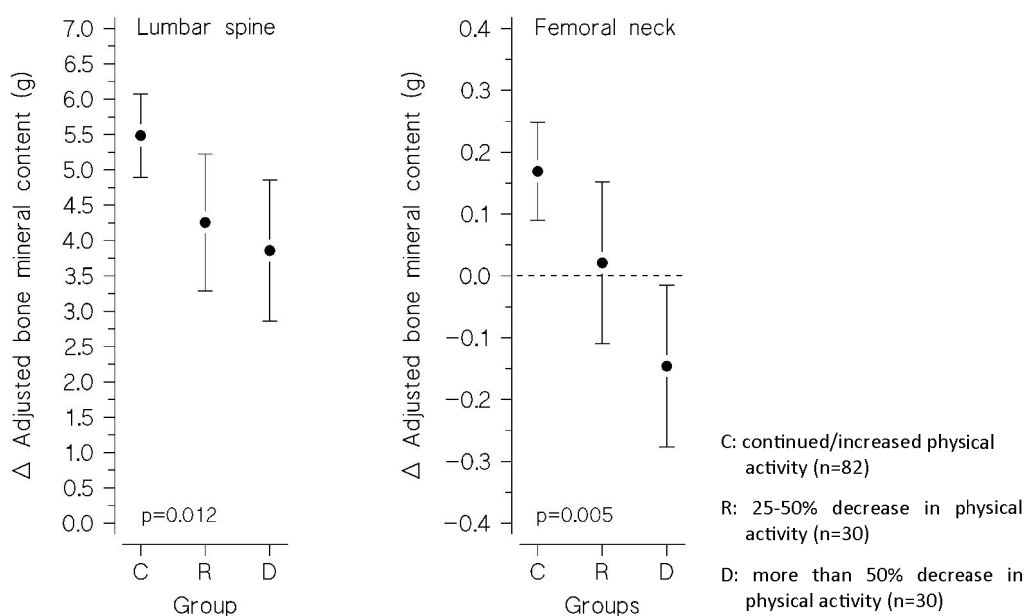 Lumbar spine
Δ Adjusted bone mineral content (g)
7.0
6.5
6.0
5.5
5.0
4.5
4.0
3.5
3.0
2.5
2.0
1.5
1.0
0.5
0.0
p=0.012
C R D
Group
Femoral neck
Δ Adjusted bone mineral content (g)
0.4
0.3
0.2
0.1
0.0
−0.1
−0.2
−0.3
−0.4
p=0.005
C R D
Groups
C: continued/increased physical
activity (n=82)
R: 25-50% decrease in physical
activity (n=30)
D: more than 50% decrease in
physical activity (n=30)